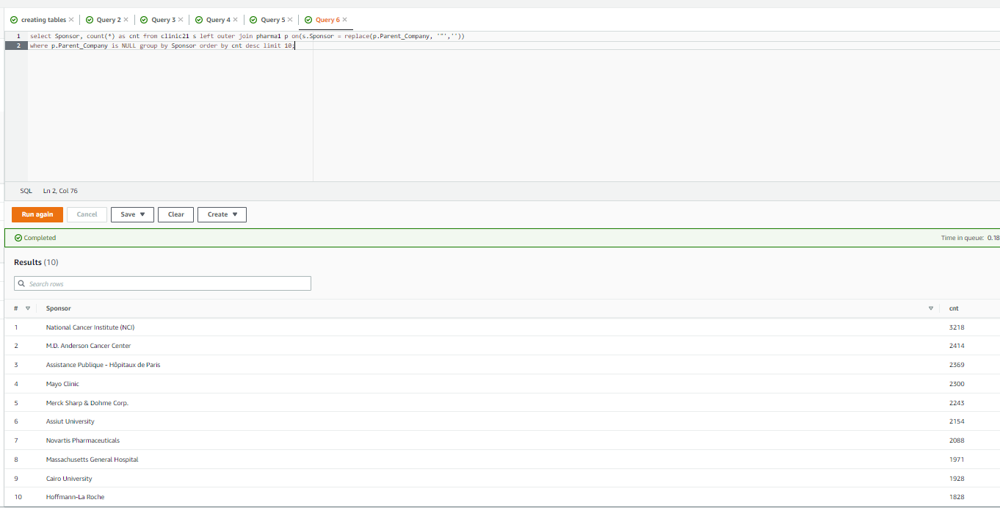 creating tables Query 2 Query 3 Query 4 Query 5 Query 6
1 select Sponsor, count(*) as cnt from clinic21 s left outer join pharma1 p on(s.Sponsor = replace(p.Parent_Company, '"',''))
2 where p.Parent_Company is NULL group by Sponsor order by cnt desc limit 10;
SQL Ln 2, Col 76
Run again Cancel Save Clear Create
Completed Time in queue: 0.18
Results (10)
Search rows
# Sponsor cnt
1 National Cancer Institute (NCI) 3218
2 M.D. Anderson Cancer Center 2414
3 Assistance Publique - Hôpitaux de Paris 2369
4 Mayo Clinic 2300
5 Merck Sharp & Dohme Corp. 2243
6 Assiut University 2154
7 Novartis Pharmaceuticals 2088
8 Massachusetts General Hospital 1971
9 Cairo University 1928
10 Hoffmann-La Roche 1828